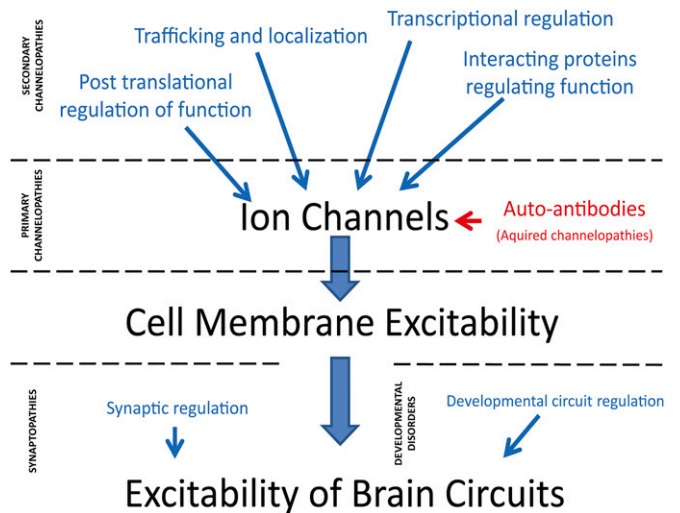 SECONDARY
CHANNELOPATHIES
Trafficking and localization
Transcriptional regulation
Post translational
regulation of function
Interacting proteins
regulating function
PRIMARY
CHANNELOPATHIES
Ion Channels
Auto-antibodies
(Aquired channelopathies)
Cell Membrane Excitability
SYNAPTOPATHIES
Synaptic regulation
DEVELOPMENTAL
DISORDERS
Developmental circuit regulation
Excitability of Brain Circuits